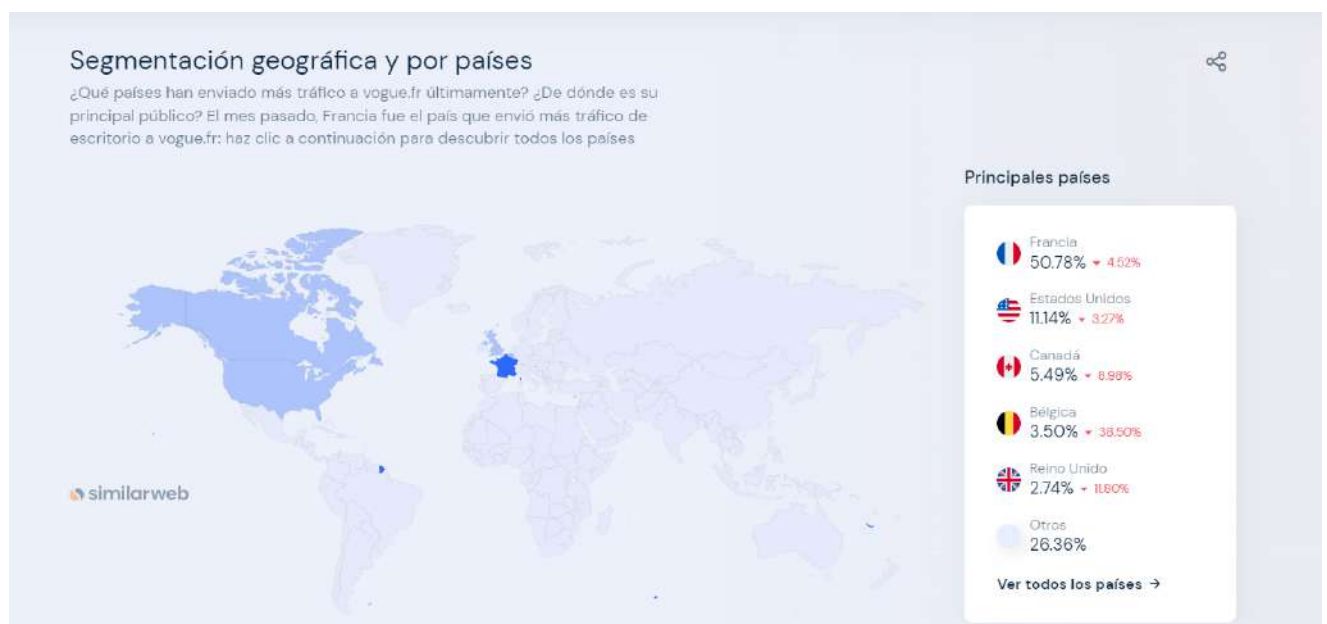 Segmentación geográfica y por países
¿Qué países han enviado más tráfico a vogue.fr últimamente? ¿De dónde es su
principal público? El mes pasado, Francia fue el país que envió más tráfico de
escritorio a vogue.fr: haz clic a continuación para descubrir todos los países
Principales países
Francia
50.78% 4.52%
Estados Unidos
11.14% 3.27%
Canadá
5.49% 8.98%
Bélgica
3.50% 38.50%
similarweb
Reino Unido
2.74% 11.80%
Otros
26.36%
Ver todos los países →